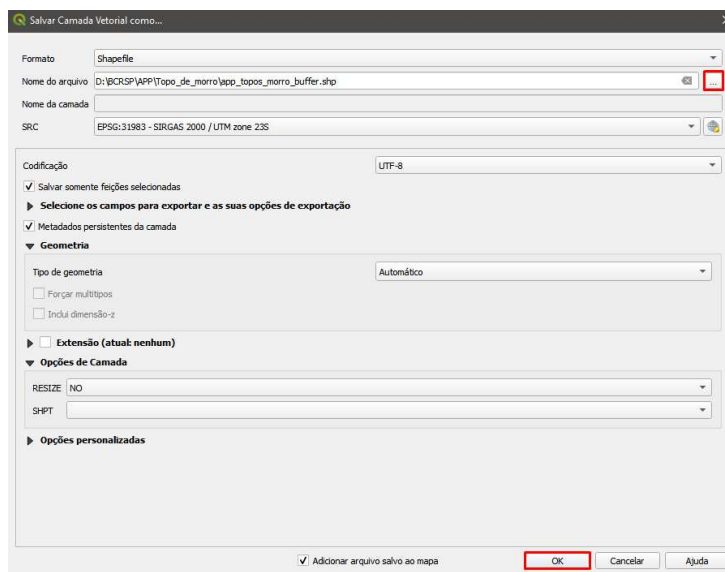 Salvar Camada Vetorial como...
Formato Shapefile
Nome do arquivo D:\BCRSP\APP\Topo_de_morro\app_topos_morro_buffer.shp ...
Nome da camada
SRC EPSG:31983 - SIRGAS 2000 / UTM zone 23S
Codificação UTF-8
Salvar somente feições selecionadas
Selecione os campos para exportar e as suas opções de exportação
Metadados persistentes da camada
Geometria
Tipo de geometria Automático
Forçar multitipos
Inclui dimensão-z
Extensão (atual: nenhum)
Opções de Camada
RESIZE NO
SHPT
Opções personalizadas
Adicionar arquivo salvo ao mapa OK Cancelar Ajuda